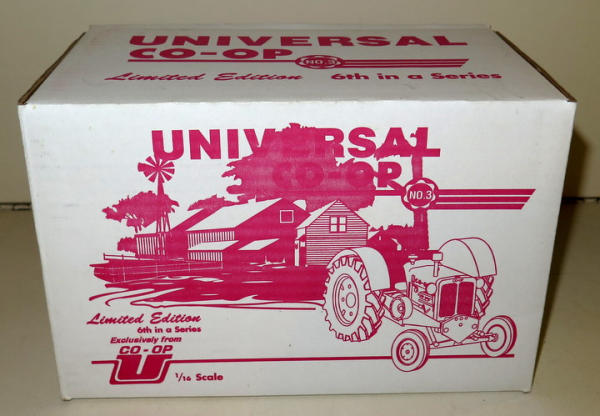 UNIVERSAL
CO-OP
NO.3
Limited Edition 6th in a Series
UNIVERSAL
CO-OP
NO.3
Limited Edition
6th in a Series
Exclusively from
CO-OP
U
1/16 Scale